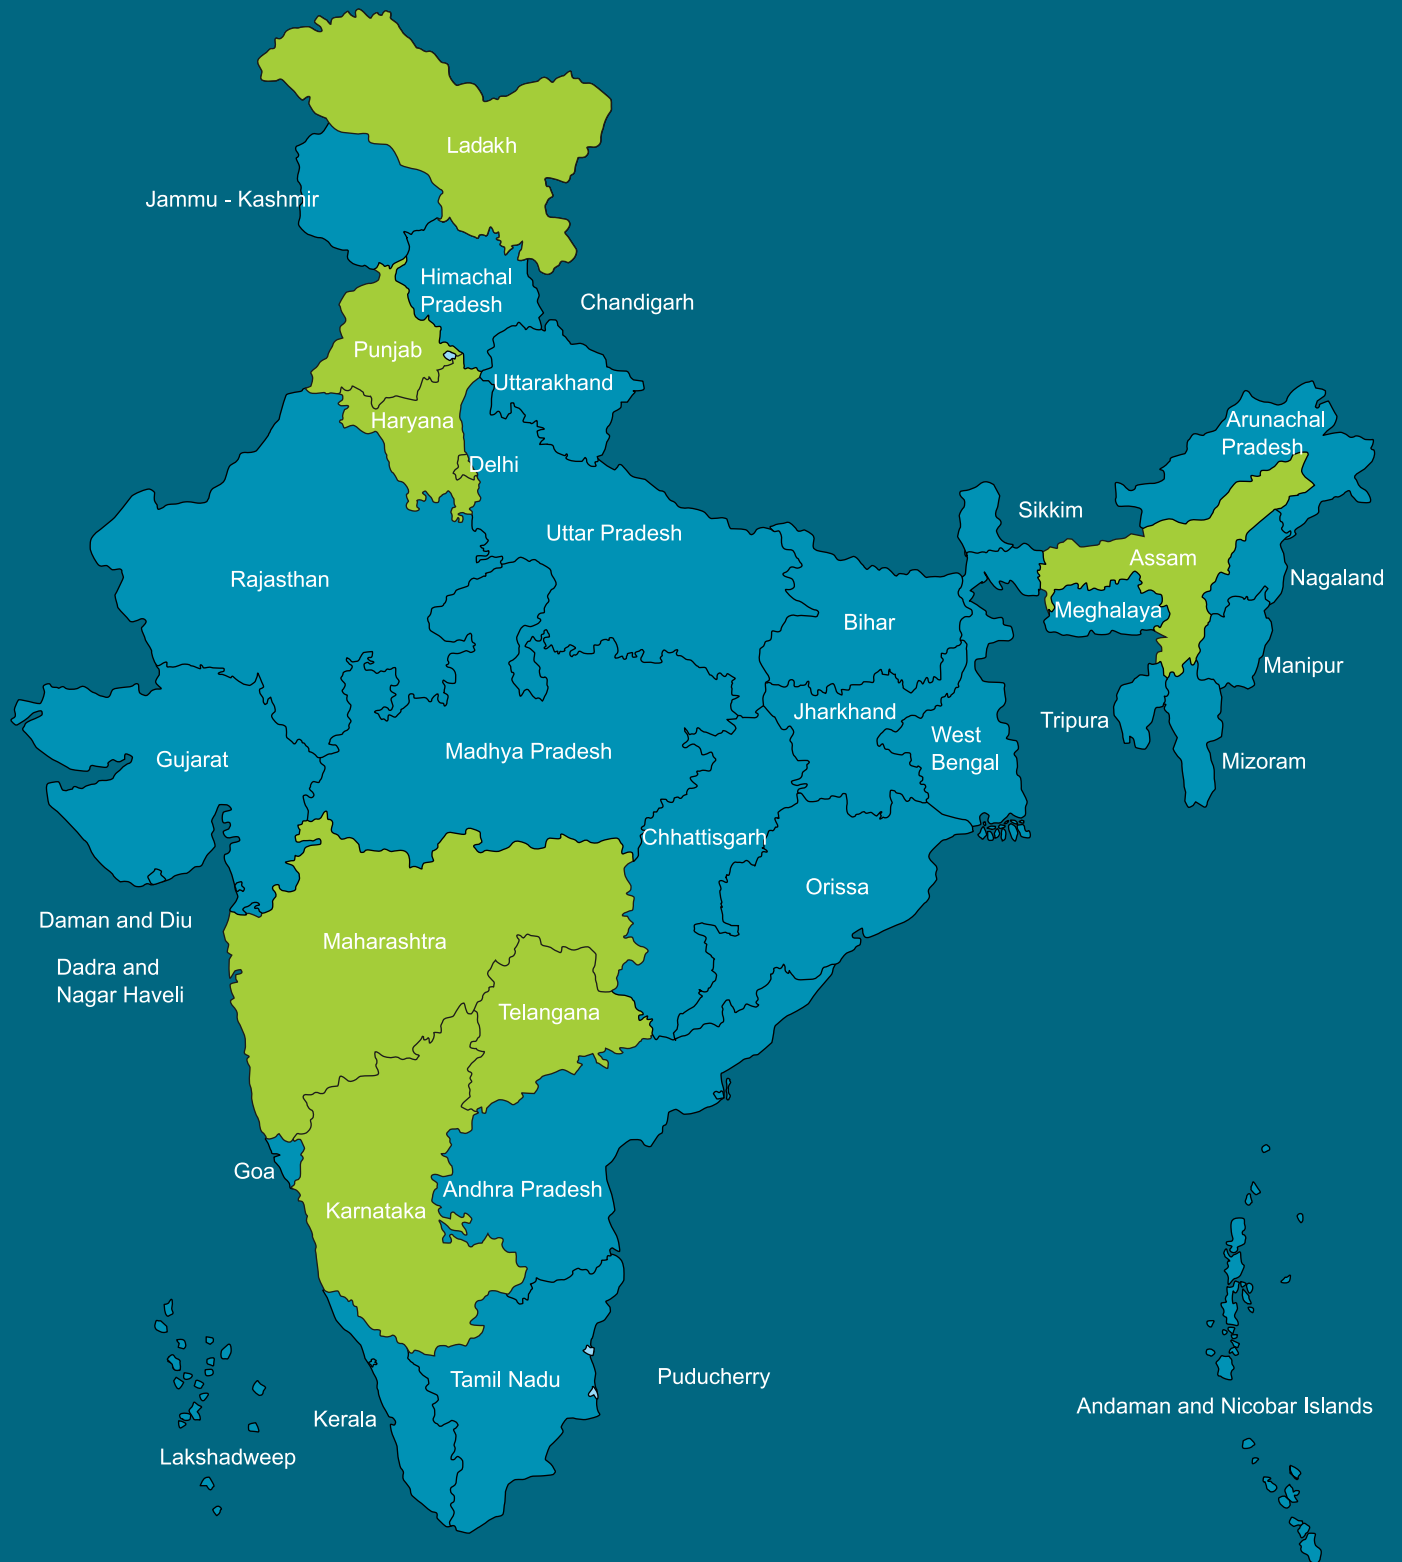 Ladakh
Jammu - Kashmir
Himachal
Pradesh
Chandigarh
Punjab
Uttarakhand
Haryana
Delhi
Arunachal
Pradesh
Sikkim
Uttar Pradesh
Assam
Rajasthan
Nagaland
Meghalaya
Bihar
Manipur
Jharkhand
Tripura
West
Bengal
Madhya Pradesh
Gujarat
Mizoram
Chhattisgarh
Orissa
Daman and Diu
Maharashtra
Dadra and
Nagar Haveli
Telangana
Goa
Andhra Pradesh
Karnataka
Puducherry
Tamil Nadu
Andaman and Nicobar Islands
Kerala
Lakshadweep